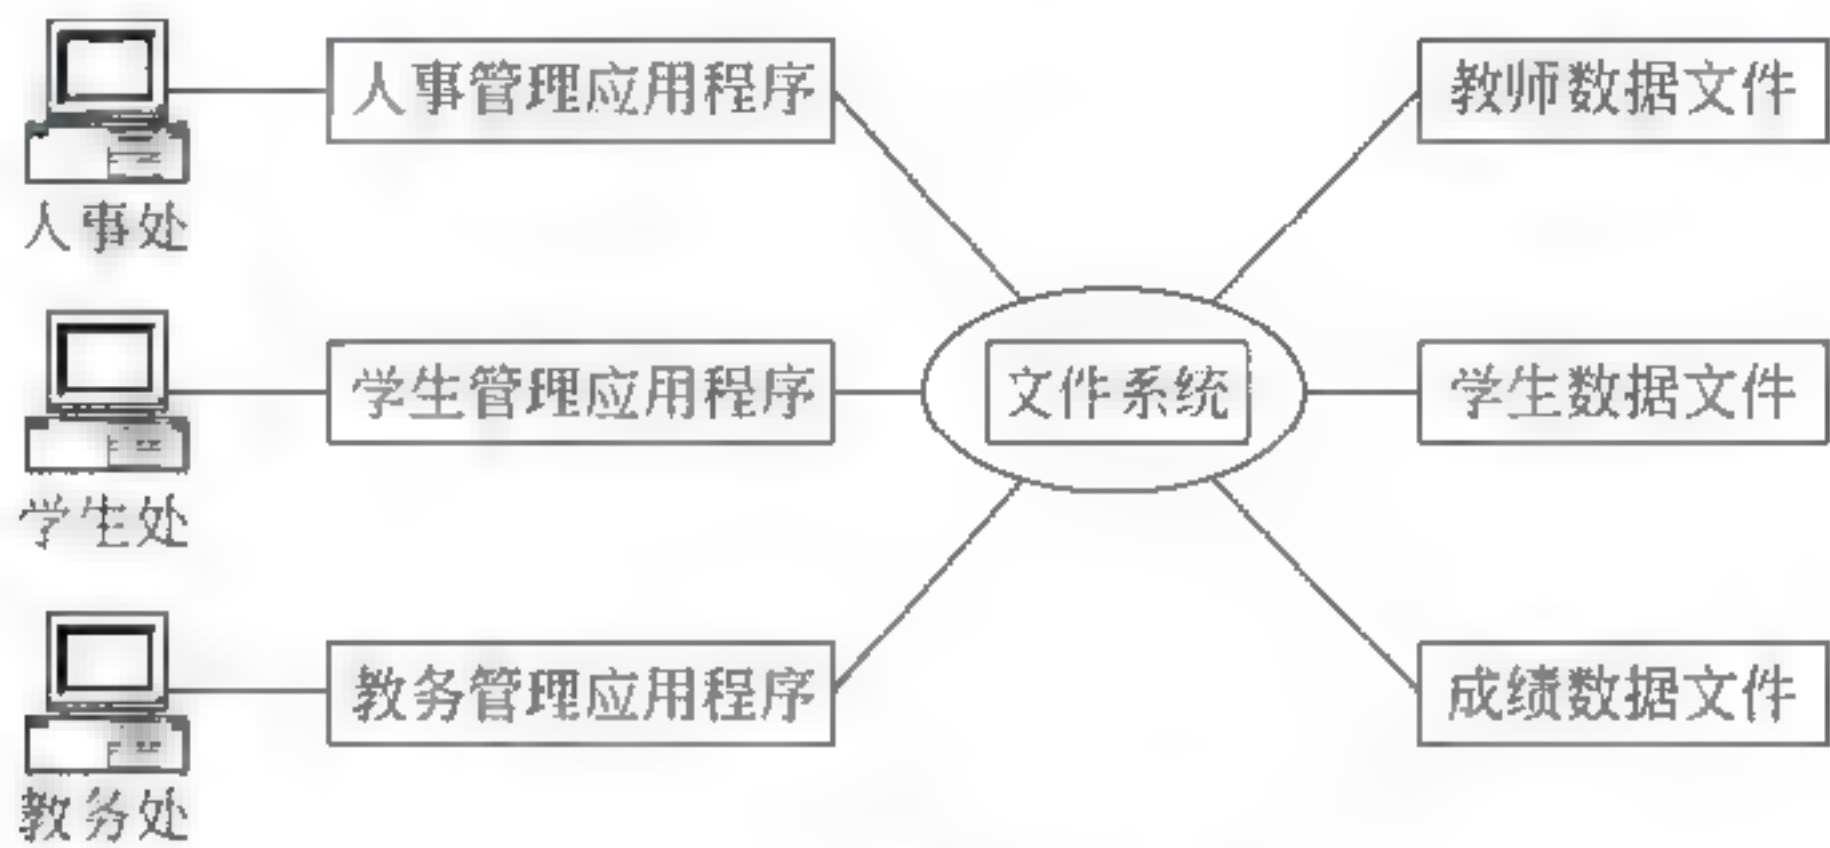 人事管理应用程序
教师数据文件
人事处
学生管理应用程序
文件系统
学生数据文件
学生处
教务管理应用程序
成绩数据文件
教务处